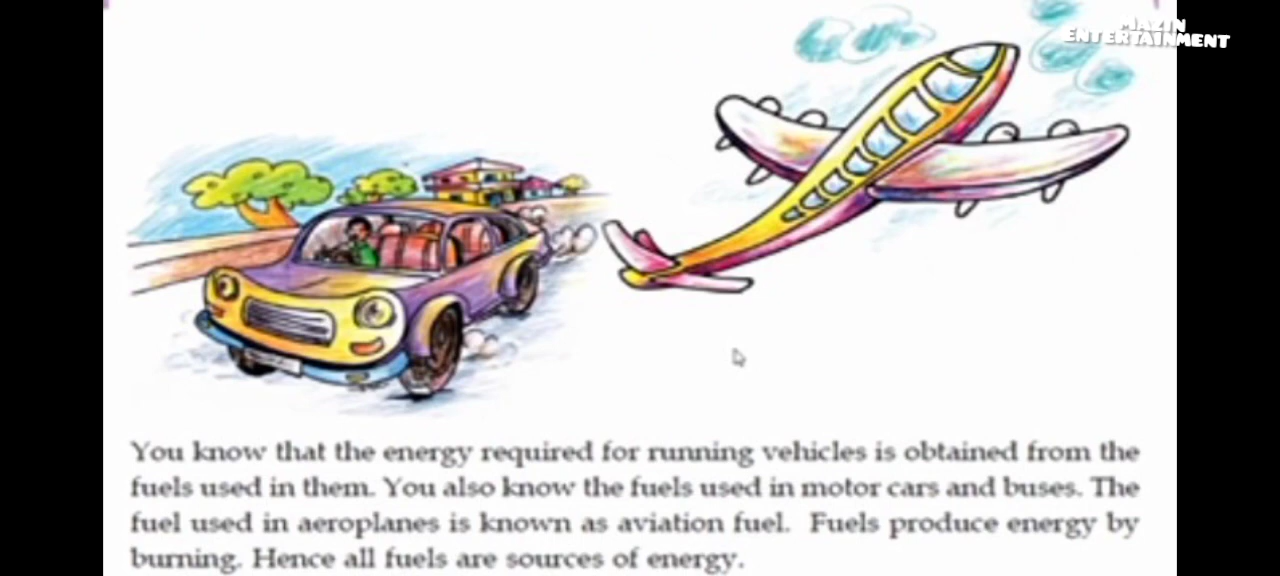 MAZIN
ENTERTAINMENT
You know that the energy required for running vehicles is obtained from the
fuels used in them. You also know the fuels used in motor cars and buses. The
fuel used in aeroplanes is known as aviation fuel. Fuels produce energy by
burning. Hence all fuels are sources of energy.